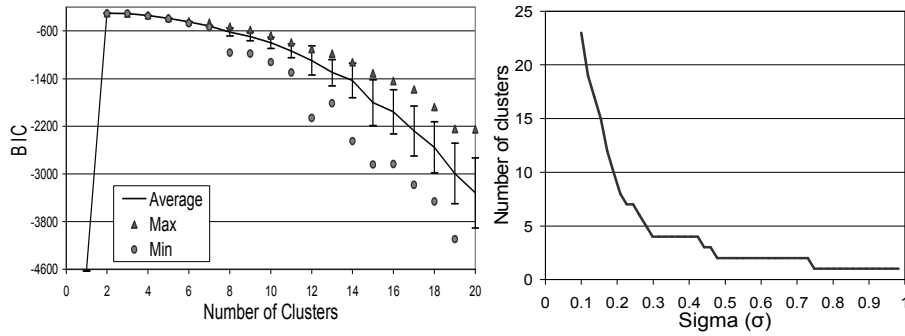 -600
-1400
-2200
-3000
-3800
-4600
BIC
Average
Max
Min
0 2 4 6 8 10 12 14 16 18 20
Number of Clusters
25
20
15
10
5
0
Number of clusters
0 0.1 0.2 0.3 0.4 0.5 0.6 0.7 0.8 0.9 1
Sigma (σ)